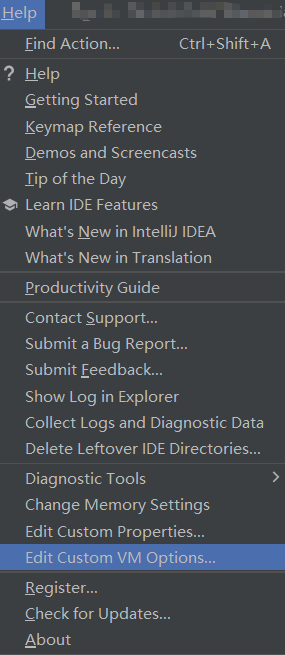 Help
Find Action... Ctrl+Shift+A
Help
Getting Started
Keymap Reference
Demos and Screencasts
Tip of the Day
Learn IDE Features
What's New in IntelliJ IDEA
What's New in Translation
Productivity Guide
Contact Support...
Submit a Bug Report...
Submit Feedback...
Show Log in Explorer
Collect Logs and Diagnostic Data
Delete Leftover IDE Directories...
Diagnostic Tools
Change Memory Settings
Edit Custom Properties...
Edit Custom VM Options...
Register...
Check for Updates...
About